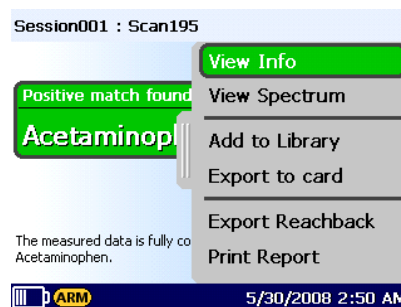 Session001 : Scan195
Positive match found
Acetaminoph
View Info
View Spectrum
Add to Library
Export to card
Export Reachback
Print Report
The measured data is fully co
Acetaminophen.
ARM
5/30/2008 2:50 AM